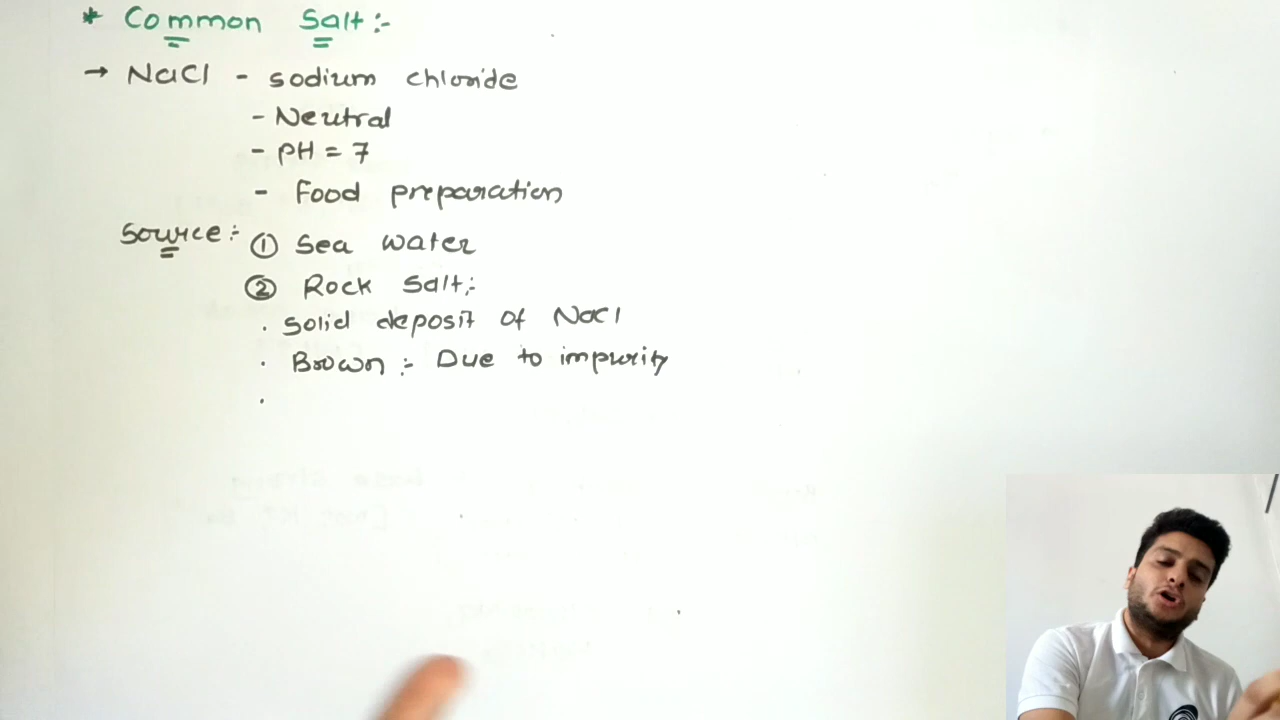 * Common Salt:-
→ NaCl - sodium chloride
- Neutral
- PH = 7
- Food preparation
Source:- ① Sea water
② Rock Salt:-
. Solid deposit of NaCl
. Brown :- Due to impurity
.